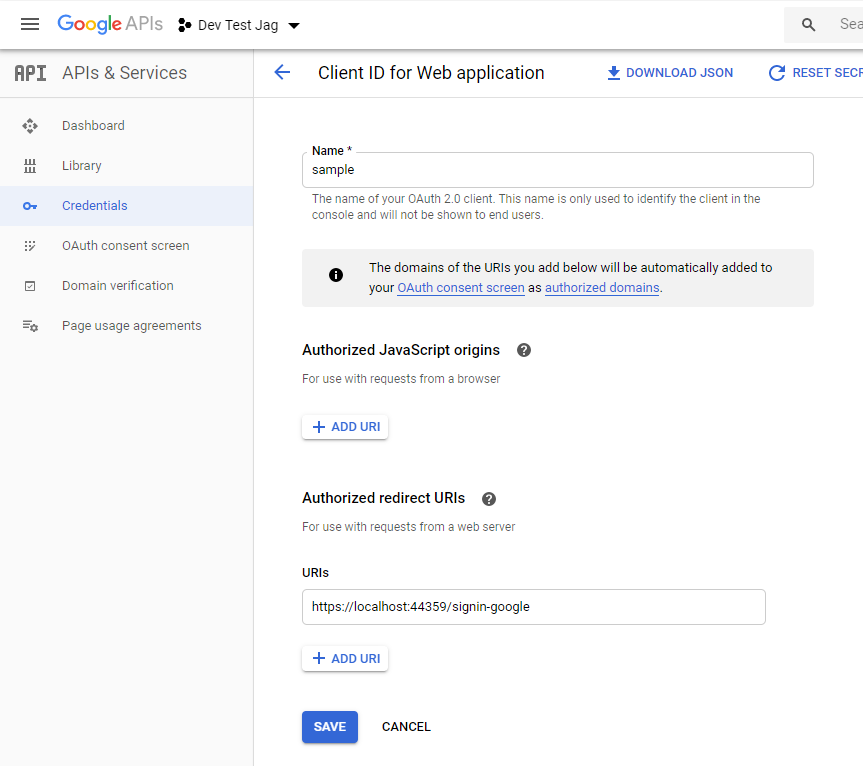 Google APIs
Dev Test Jag
Sea
API
APIs & Services
Client ID for Web application
DOWNLOAD JSON
RESET SECR
Dashboard
Library
Credentials
OAuth consent screen
Domain verification
Page usage agreements
Name *
sample
The name of your OAuth 2.0 client. This name is only used to identify the client in the
console and will not be shown to end users.
The domains of the URIs you add below will be automatically added to
your OAuth consent screen as authorized domains.
Authorized JavaScript origins
For use with requests from a browser
ADD URI
Authorized redirect URIs
For use with requests from a web server
URIs
https://localhost:44359/signin-google
ADD URI
SAVE
CANCEL